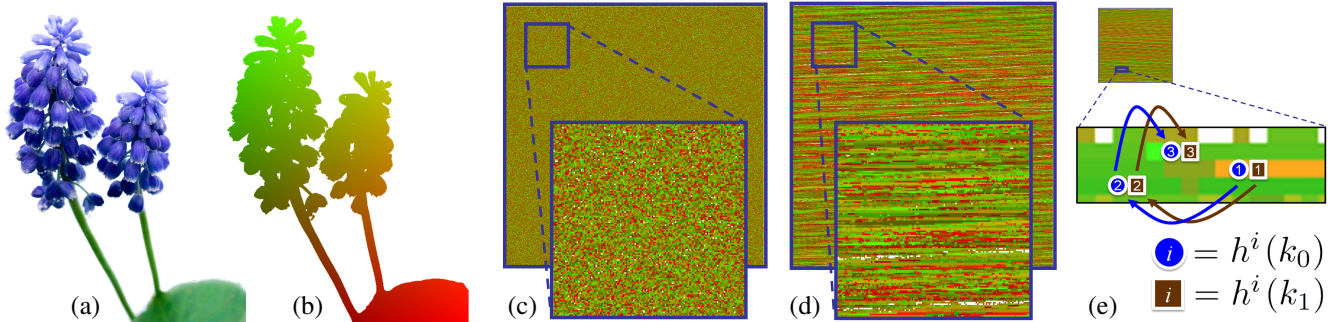 (a)
(b)
(c)
(d)
(e)
3 3
1 1
2 2
i = h^i(k_0)
i = h^i(k_1)